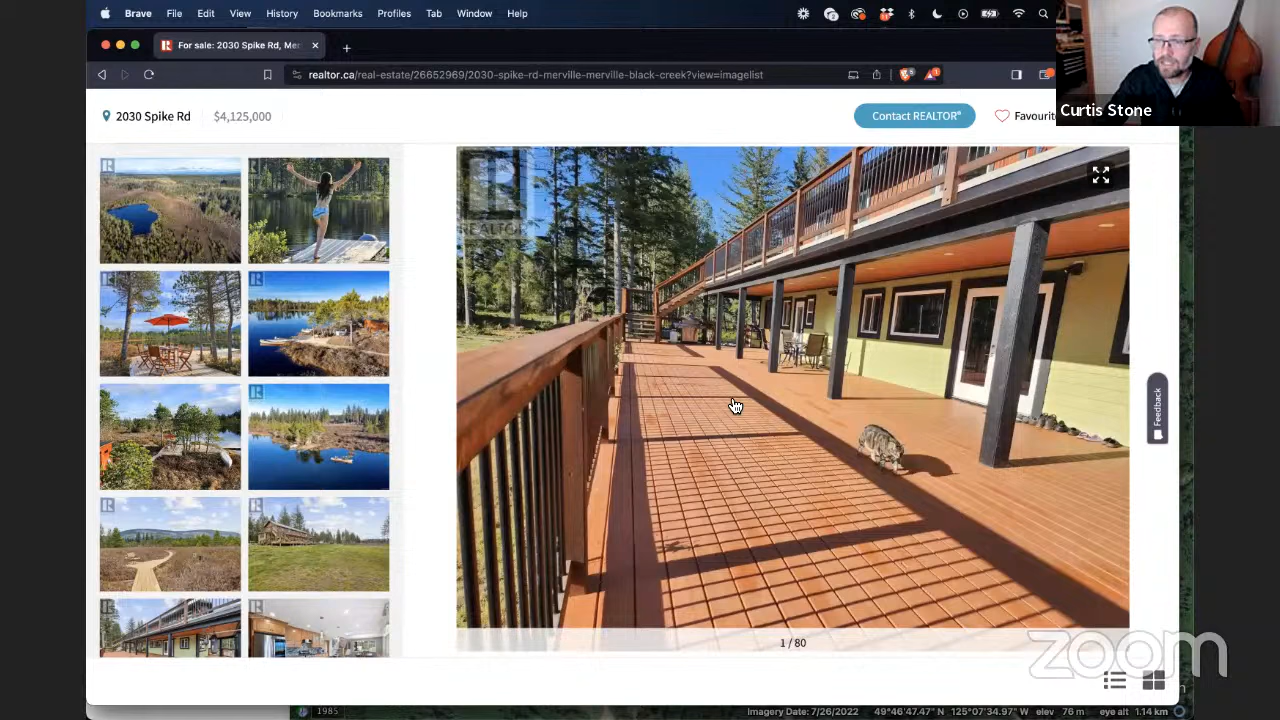 Brave File Edit View History Bookmarks Profiles Tab Window Help
For sale: 2030 Spike Rd, Mer
realtor.ca/real-estate/26652969/2030-spike-rd-merville-merville-black-creek?view=imagelist
2030 Spike Rd $4,125,000
Contact REALTOR®
Favourite
Curtis Stone
REALTOR
Feedback
1 / 80
zoom
1985 Imagery Date: 7/26/2022 49°46'47.47" N 125°07'34.97" W elev 76 m eye alt 1.14 km